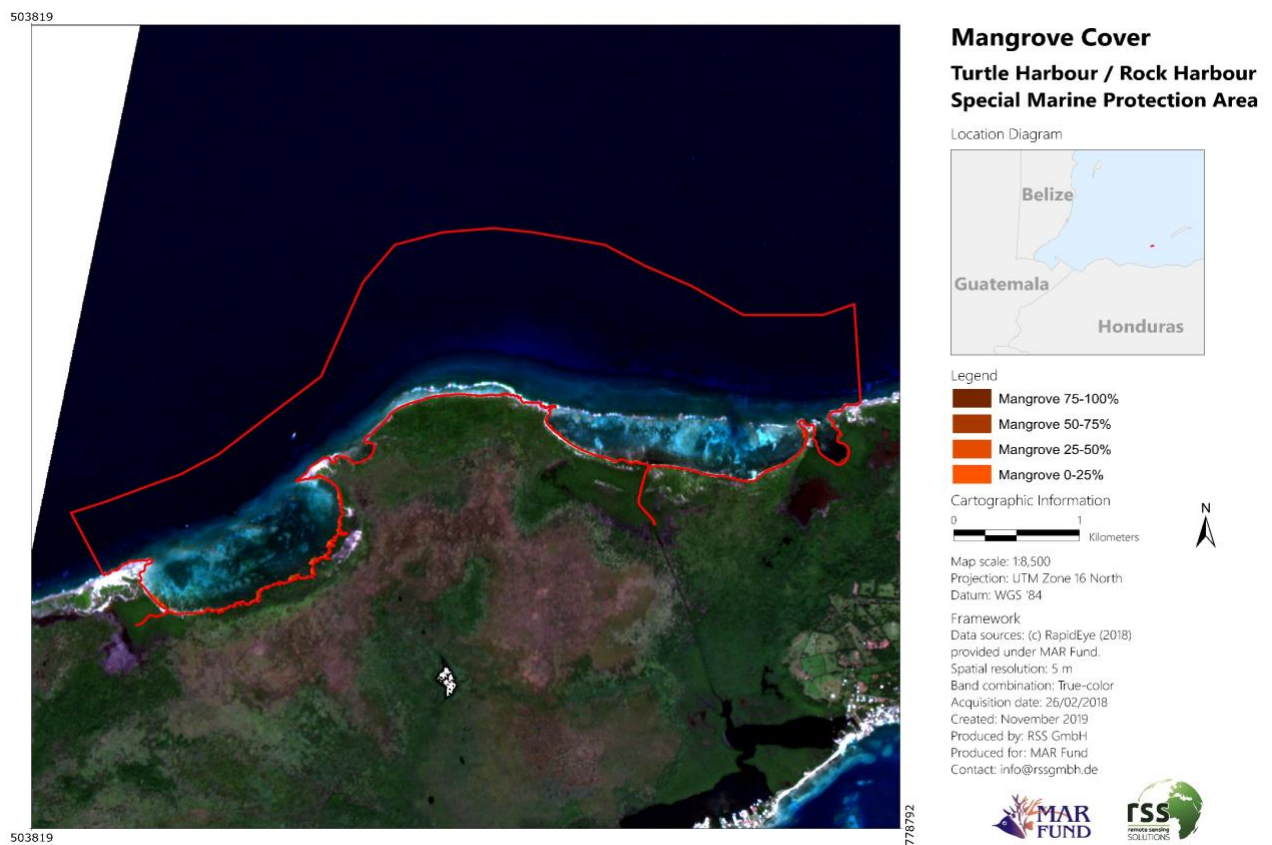 503819
Mangrove Cover
Turtle Harbour / Rock Harbour
Special Marine Protection Area
Location Diagram
Belize
Guatemala
Honduras
Legend
Mangrove 75-100%
Mangrove 50-75%
Mangrove 25-50%
Mangrove 0-25%
Cartographic Information
0 1
Kilometers
N
Map scale: 1:8,500
Projection: UTM Zone 16 North
Datum: WGS '84
Framework
Data sources: (c) RapidEye (2018)
provided under MAR Fund.
Spatial resolution: 5 m
Band combination: True-color
Acquisition date: 26/02/2018
Created: November 2019
Produced by: RSS GmbH
Produced for: MAR Fund
Contact: info@rssgmbh.de
MAR
FUND
rss
remote sensing
SOLUTIONS
503819
778792